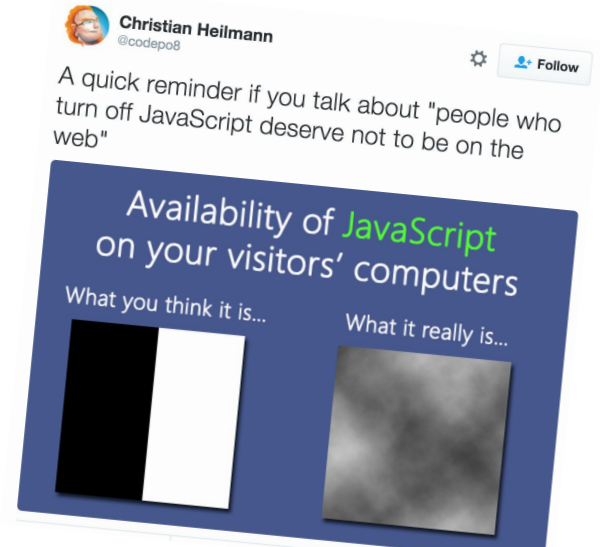 Christian Heilmann
@codepo8
Follow
A quick reminder if you talk about "people who
turn off JavaScript deserve not to be on the
web"
Availability of JavaScript
on your visitors' computers
What you think it is...
What it really is...